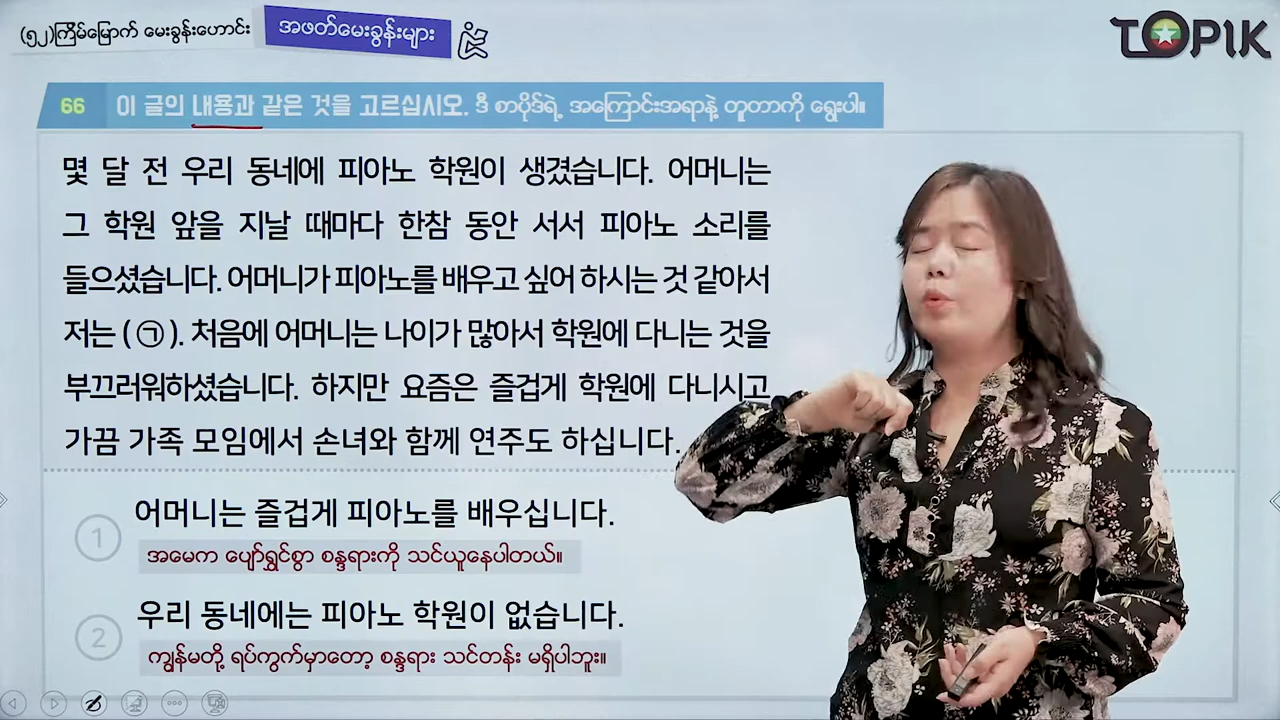 (၅၂)ကြိမ်မြောက် မေးခွန်းဟောင်း
အဖတ်မေးခွန်းများ
TOPIK
66 이 글의 내용과 같은 것을 고르십시오. ဒီ စာပိုဒ်ရဲ့ အကြောင်းအရာနဲ့ တူတာကို ရွေးပါ။
몇 달 전 우리 동네에 피아노 학원이 생겼습니다. 어머니는
그 학원 앞을 지날 때마다 한참 동안 서서 피아노 소리를
들으셨습니다. 어머니가 피아노를 배우고 싶어 하시는 것 같아서
저는 ( ㉠ ). 처음에 어머니는 나이가 많아서 학원에 다니는 것을
부끄러워하셨습니다. 하지만 요즘은 즐겁게 학원에 다니시고
가끔 가족 모임에서 손녀와 함께 연주도 하십니다.
① 어머니는 즐겁게 피아노를 배우십니다.
အမေက ပျော်ရွှင်စွာ စန္ဒရားကို သင်ယူနေပါတယ်။
② 우리 동네에는 피아노 학원이 없습니다.
ကျွန်မတို့ ရပ်ကွက်မှာတော့ စန္ဒရား သင်တန်း မရှိပါဘူး။